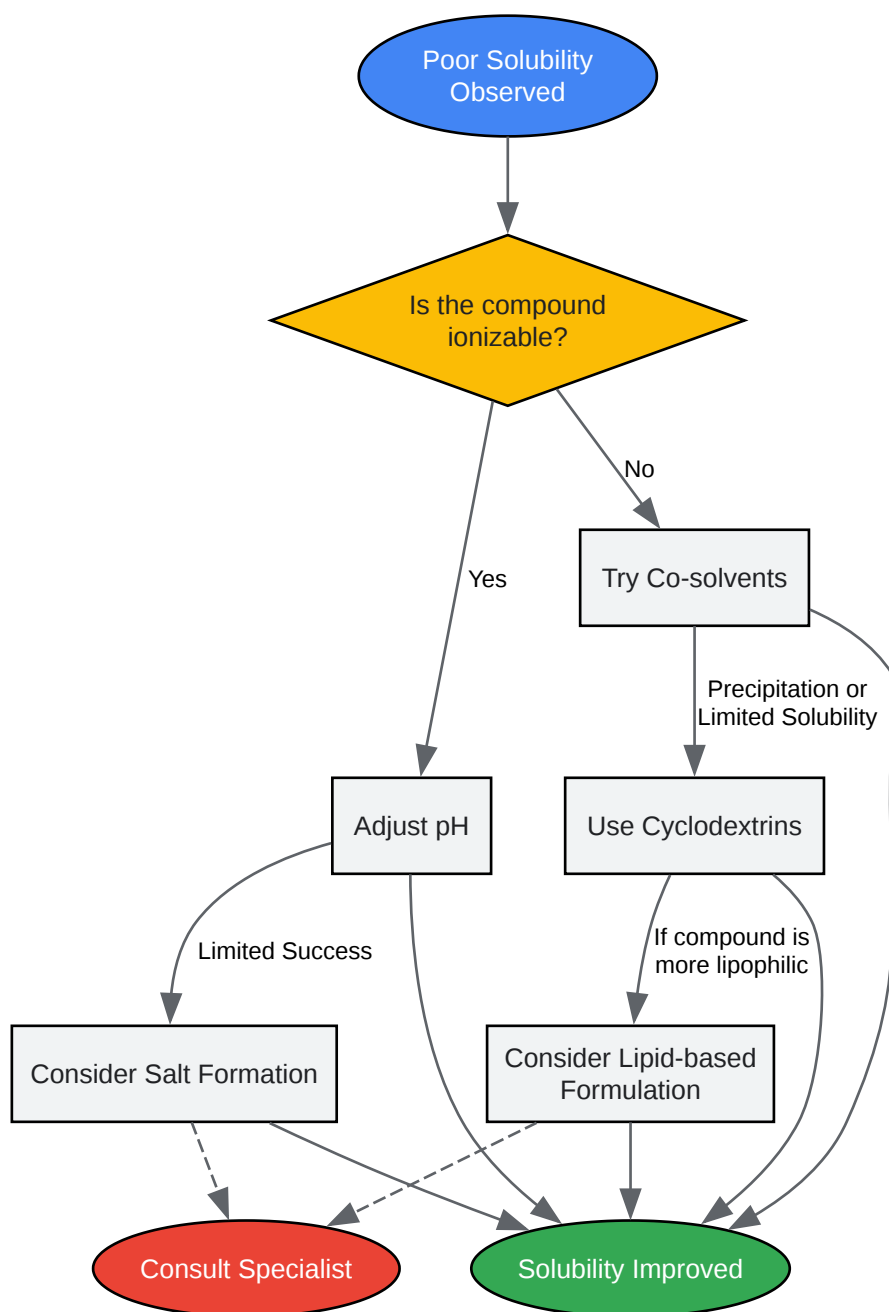 Poor Solubility
Observed
Is the compound
ionizable?
No
Yes
Try Co-solvents
Precipitation or
Limited Solubility
Adjust pH
Use Cyclodextrins
Limited Success
If compound is
more lipophilic
Consider Salt Formation
Consider Lipid-based
Formulation
Consult Specialist
Solubility Improved